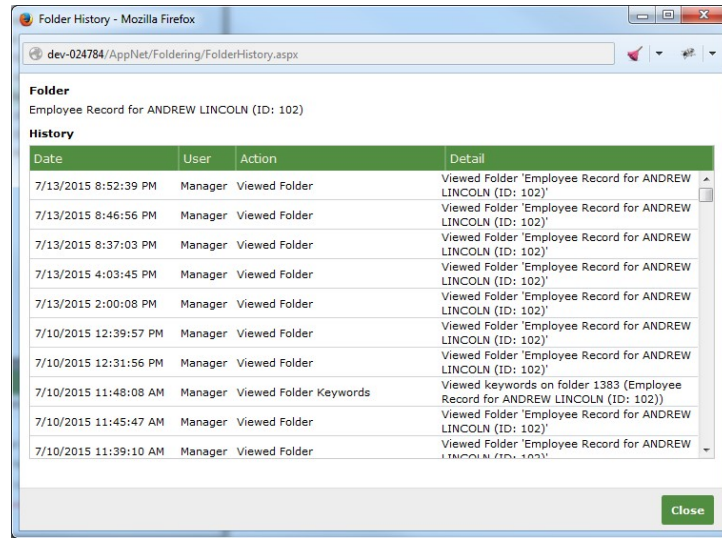 Folder History - Mozilla Firefox
dev-024784/AppNet/Foldering/FolderHistory.aspx
Folder
Employee Record for ANDREW LINCOLN (ID: 102)
History
Date User Action Detail
7/13/2015 8:52:39 PM Manager Viewed Folder Viewed Folder 'Employee Record for ANDREW
LINCOLN (ID: 102)'
7/13/2015 8:46:56 PM Manager Viewed Folder Viewed Folder 'Employee Record for ANDREW
LINCOLN (ID: 102)'
7/13/2015 8:37:03 PM Manager Viewed Folder Viewed Folder 'Employee Record for ANDREW
LINCOLN (ID: 102)'
7/13/2015 4:03:45 PM Manager Viewed Folder Viewed Folder 'Employee Record for ANDREW
LINCOLN (ID: 102)'
7/13/2015 2:00:08 PM Manager Viewed Folder Viewed Folder 'Employee Record for ANDREW
LINCOLN (ID: 102)'
7/10/2015 12:39:57 PM Manager Viewed Folder Viewed Folder 'Employee Record for ANDREW
LINCOLN (ID: 102)'
7/10/2015 12:31:56 PM Manager Viewed Folder Viewed Folder 'Employee Record for ANDREW
LINCOLN (ID: 102)'
7/10/2015 11:48:08 AM Manager Viewed Folder Keywords Viewed keywords on folder 1383 (Employee
Record for ANDREW LINCOLN (ID: 102))
7/10/2015 11:45:47 AM Manager Viewed Folder Viewed Folder 'Employee Record for ANDREW
LINCOLN (ID: 102)'
7/10/2015 11:39:10 AM Manager Viewed Folder Viewed Folder 'Employee Record for ANDREW
LINCOLN (ID: 102)'
Close